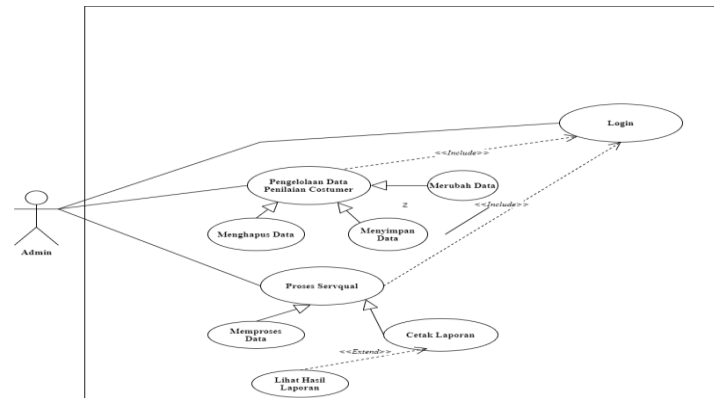 Login
<<Include>>
Pengelolaan Data
Penilaian Costumer
Merubah Data
z
<<Include>>
Menghapus Data
Menyimpan
Data
Admin
Proses Servqual
Memproses
Data
Cetak Laporan
<<Extend>>
Lihat Hasil
Laporan